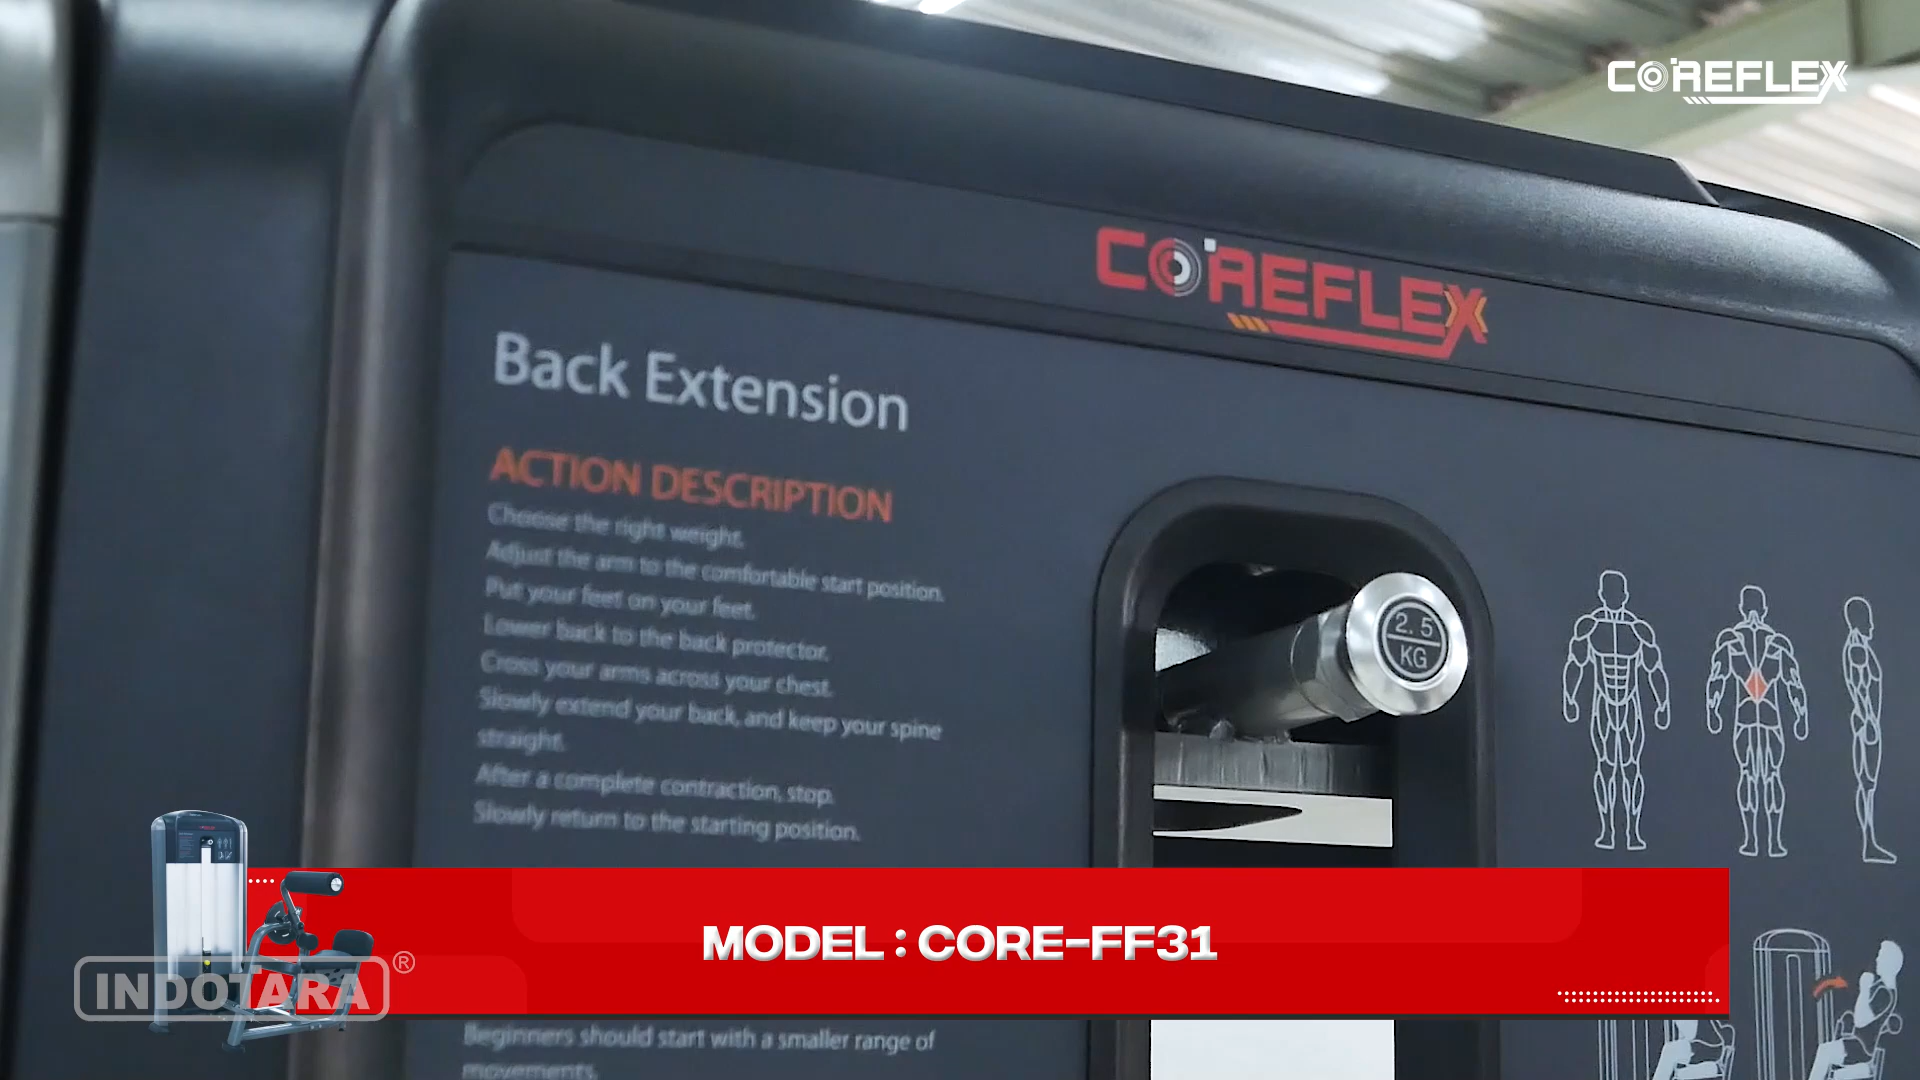 COREFLEX
COREFLEX
Back Extension
ACTION DESCRIPTION
Choose the right weight.
Adjust the arm to the comfortable start position.
Put your feet on your feet.
Lower back to the back protector.
Cross your arms across your chest.
Slowly extend your back, and keep your spine
straight.
After a complete contraction, stop.
Slowly return to the starting position.
2.5
KG
MODEL : CORE-FF31
INDOTARA®
Beginners should start with a smaller range of
movements.